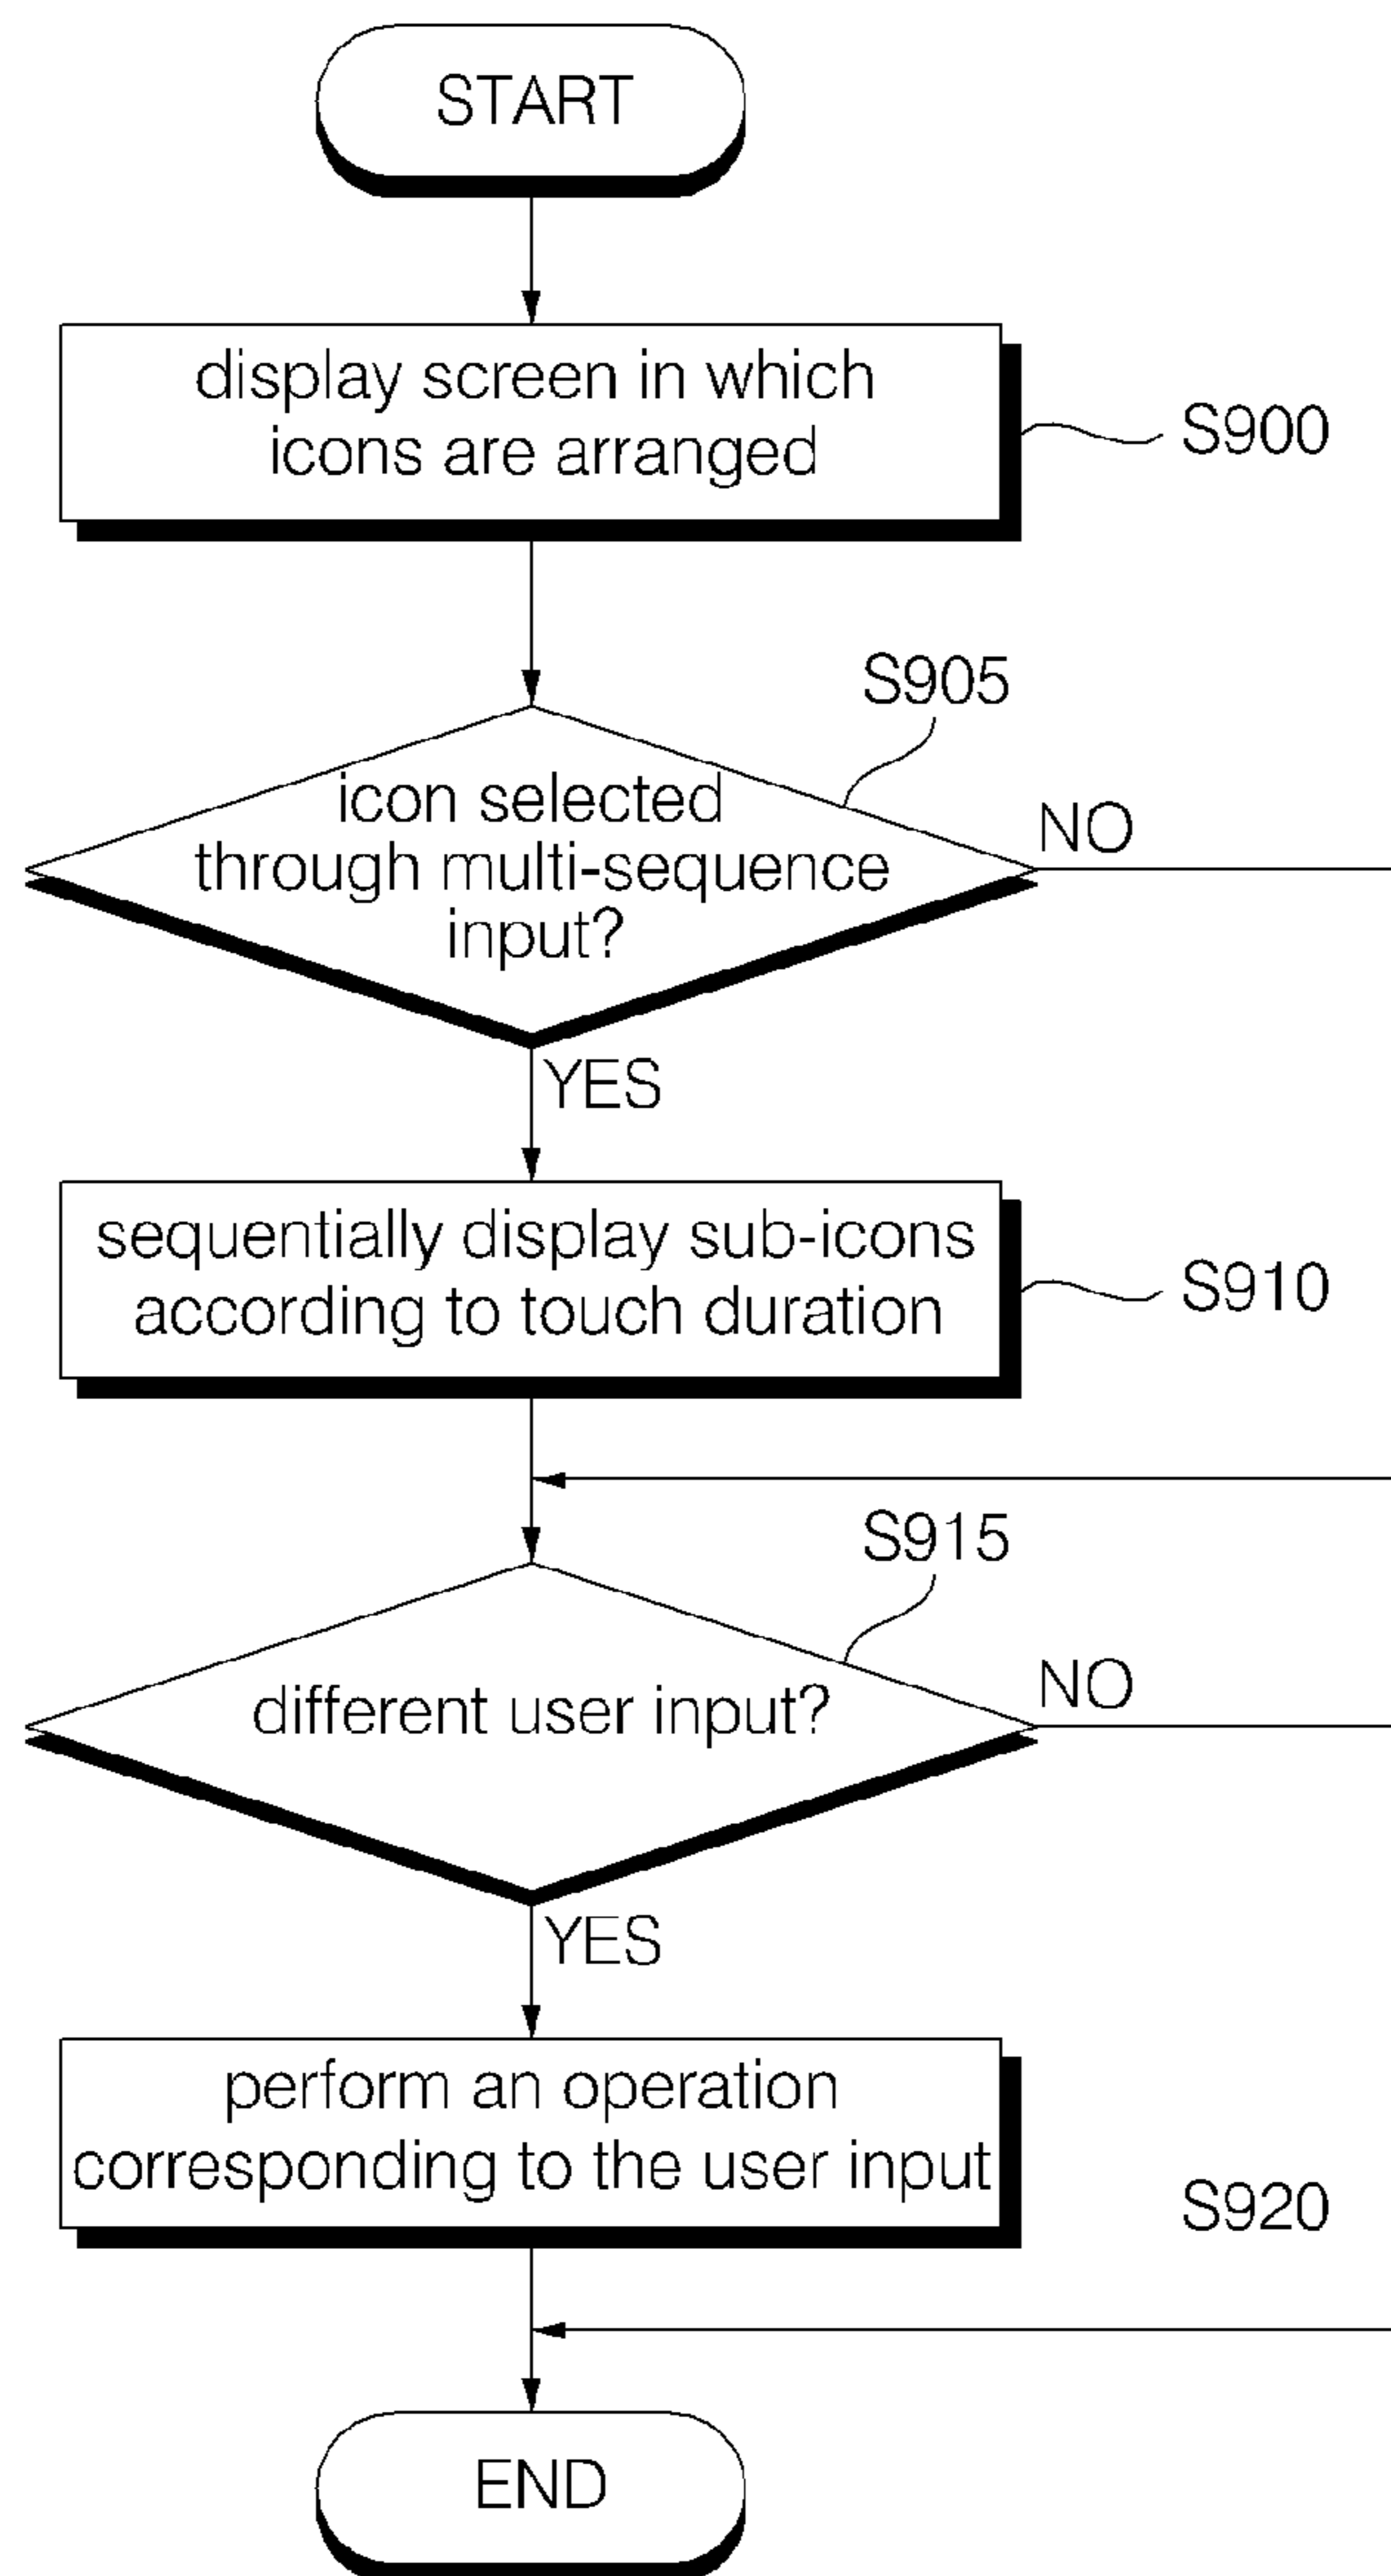 START
display screen in which
icons are arranged
S900
S905
icon selected
through multi-sequence
input?
NO
YES
sequentially display sub-icons
according to touch duration
S910
S915
different user input?
NO
YES
perform an operation
corresponding to the user input
S920
END